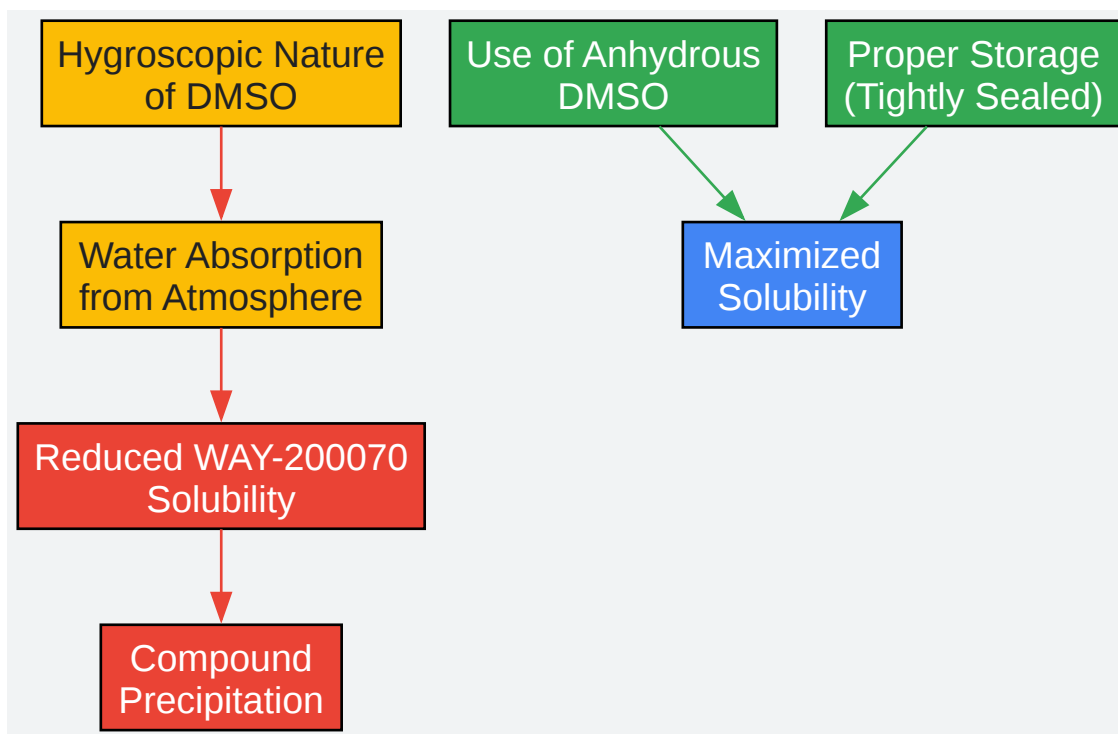 Hygroscopic Nature
of DMSO
Use of Anhydrous
DMSO
Proper Storage
(Tightly Sealed)
Water Absorption
from Atmosphere
Maximized
Solubility
Reduced WAY-200070
Solubility
Compound
Precipitation